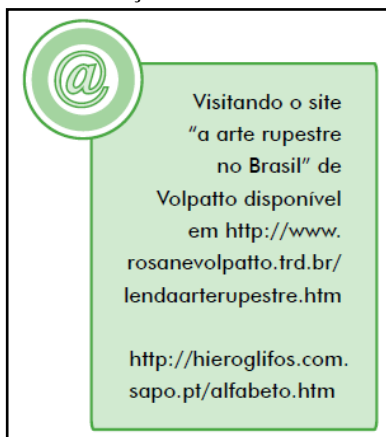 @
Visitando o site
“a arte rupestre
no Brasil” de
Volpatto disponível
em http://www.
rosanevolpatto.trd.br/
lendaarterupestre.htm
http://hieroglifos.com.
sapo.pt/alfabeto.htm